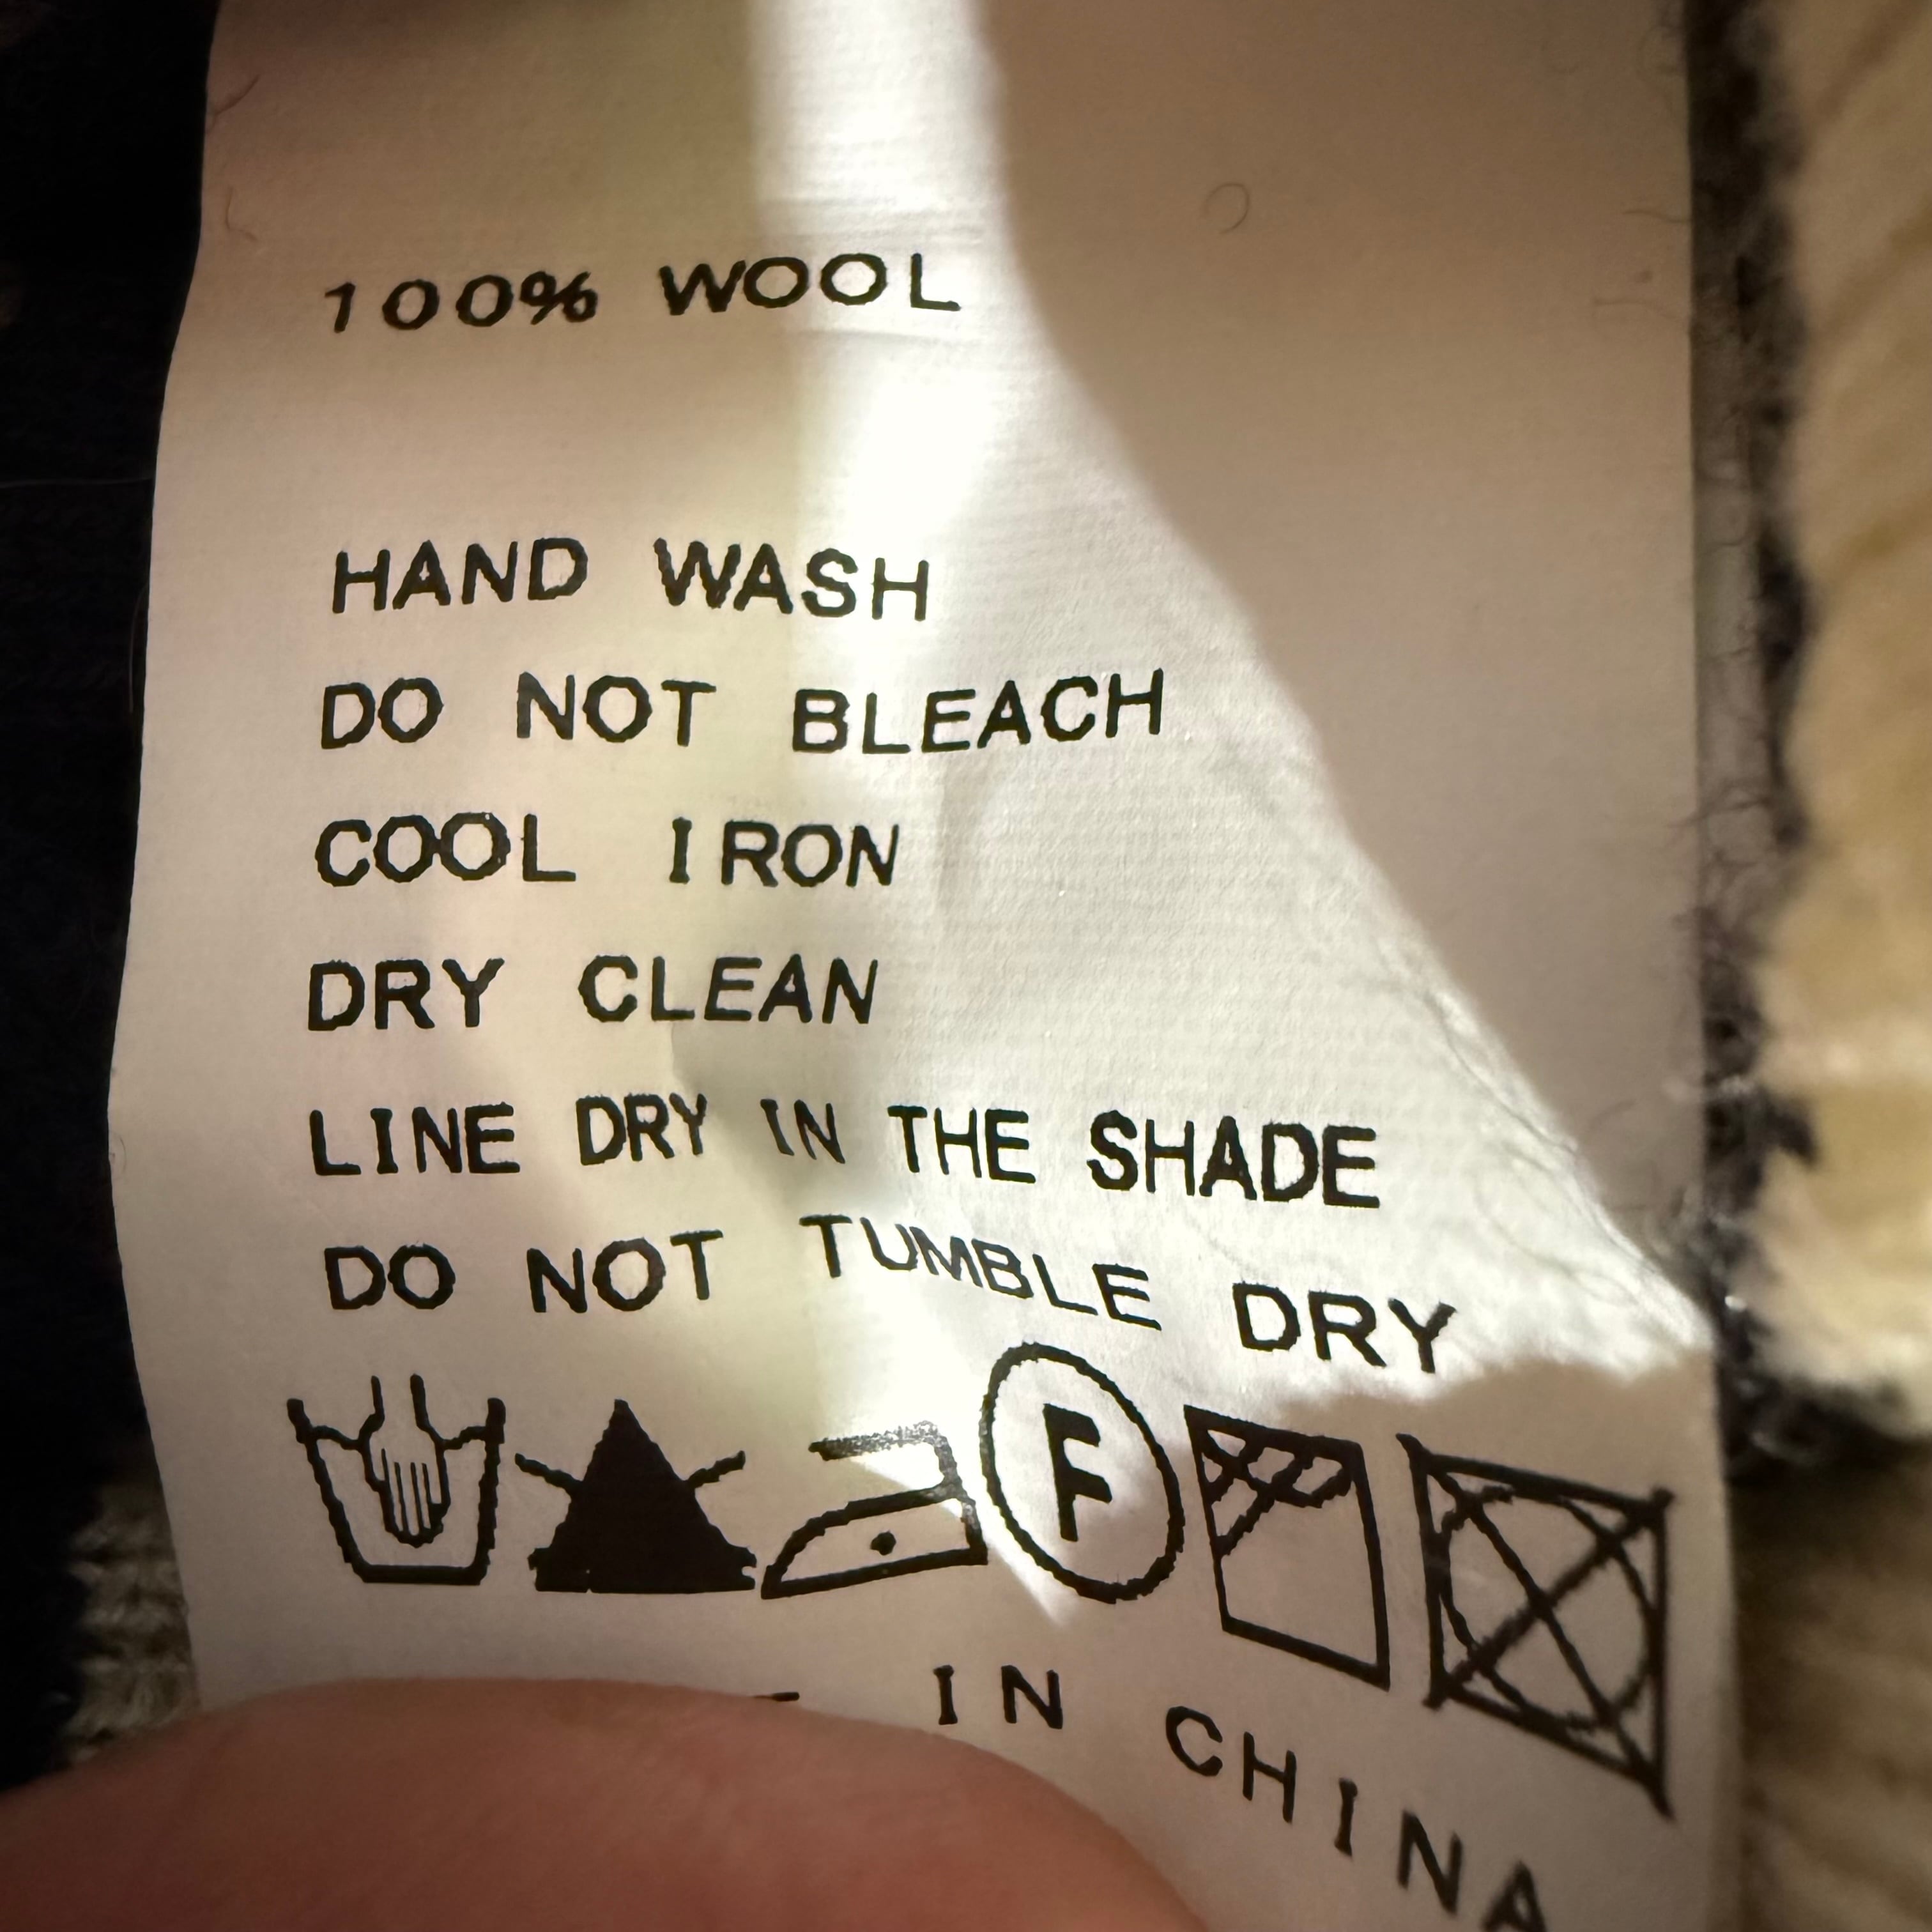 100% WOOL
HAND WASH
DO NOT BLEACH
COOL IRON
DRY CLEAN
LINE DRY IN THE SHADE
DO NOT TUMBLE DRY
F
IN CHINA